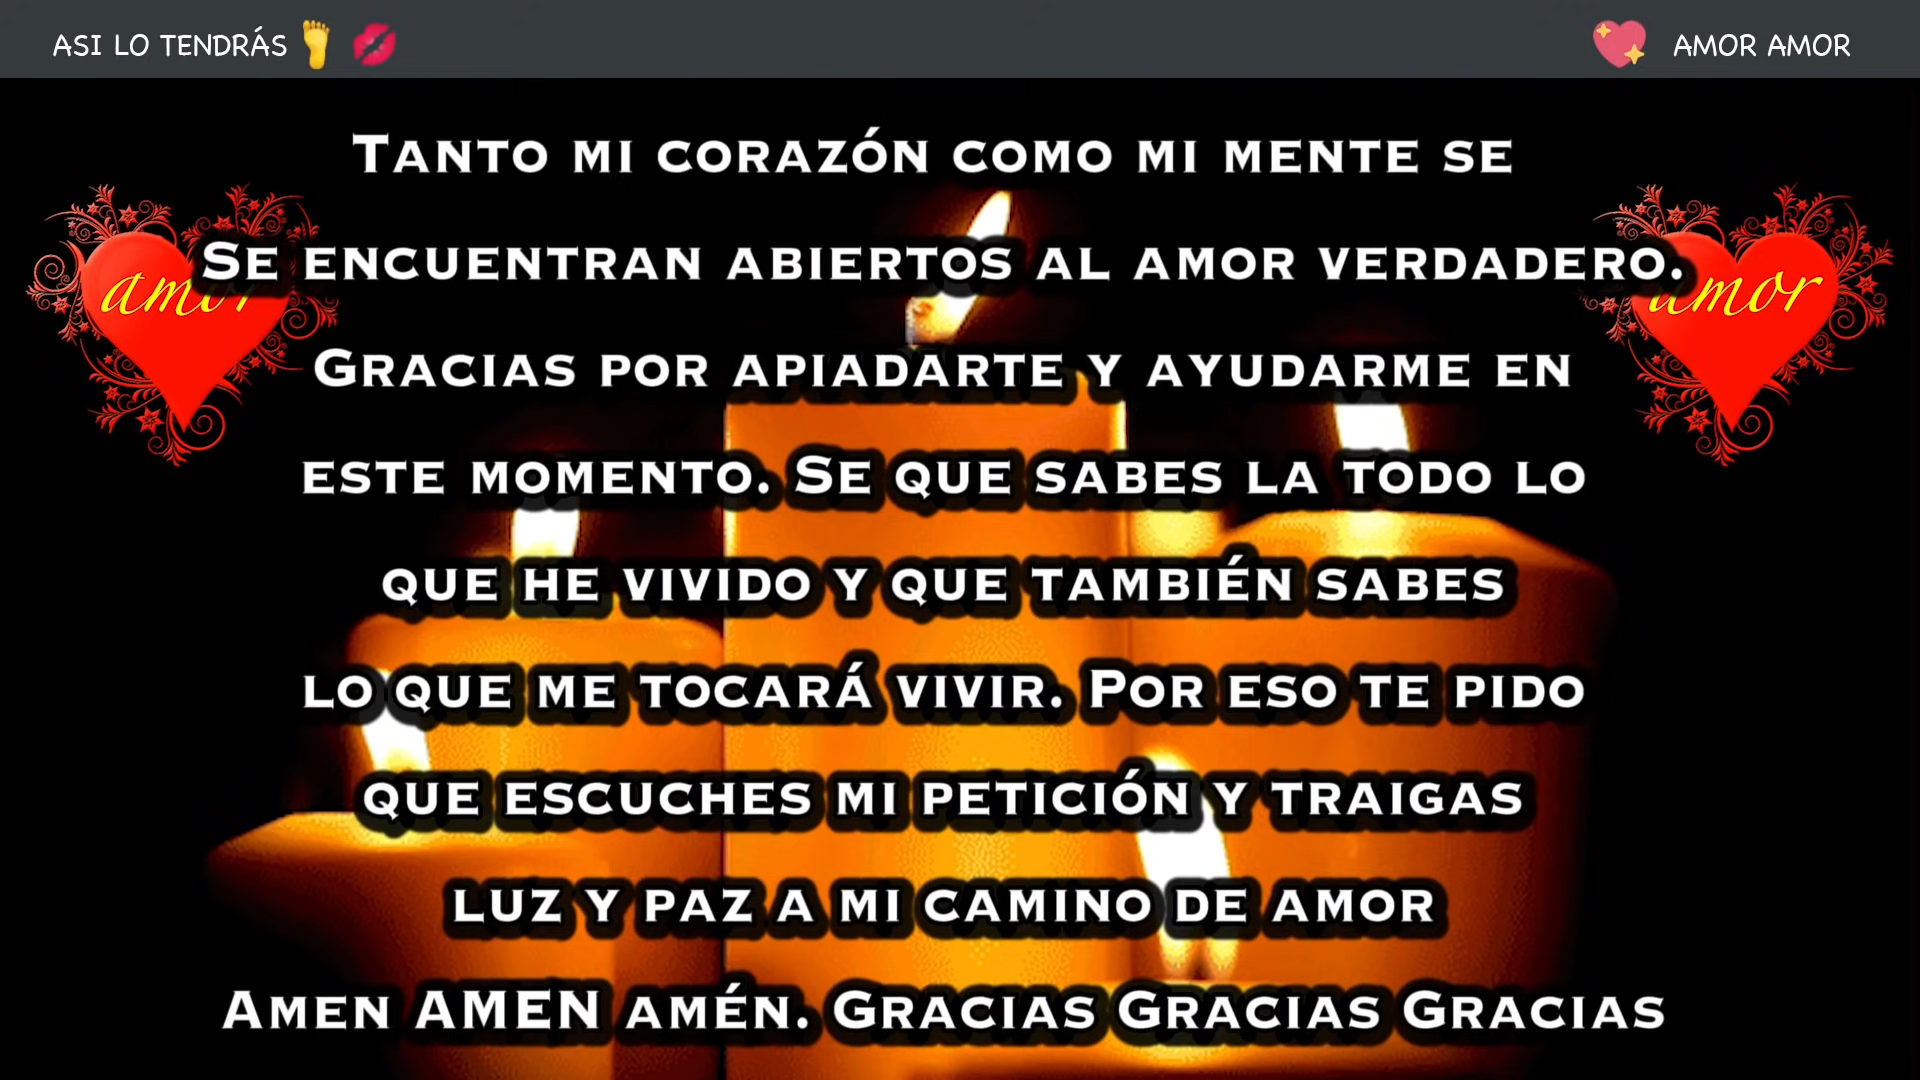 ASI LO TENDRÁS
AMOR AMOR
Tanto mi corazón como mi mente se
Se encuentran abiertos al amor verdadero.
amor
amor
Gracias por apiadarte y ayudarme en
este momento. Se que sabes la todo lo
que he vivido y que también sabes
lo que me tocará vivir. Por eso te pido
que escuches mi petición y traigas
luz y paz a mi camino de amor
Amen AMEN amén. Gracias Gracias Gracias